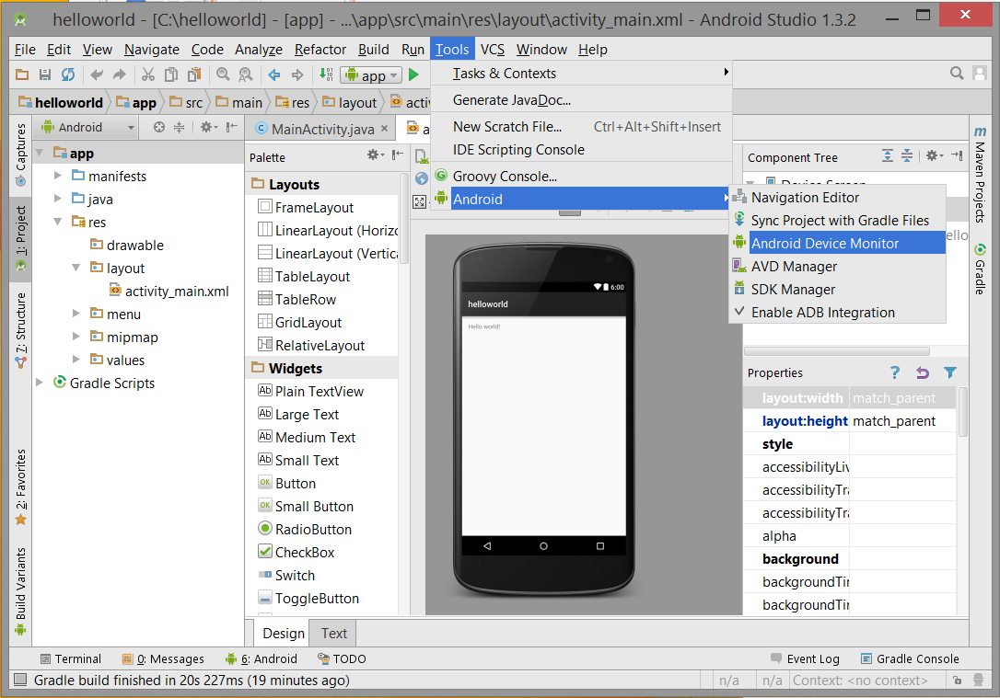 helloworld - [C:\helloworld] - [app] - ...\app\src\main\res\layout\activity_main.xml - Android Studio 1.3.2
File Edit View Navigate Code Analyze Refactor Build Run Tools VCS Window Help
app
helloworld app src main res layout
Tasks & Contexts
Generate JavaDoc...
New Scratch File... Ctrl+Alt+Shift+Insert
IDE Scripting Console
Groovy Console...
Android
Navigation Editor
Sync Project with Gradle Files
Android Device Monitor
AVD Manager
SDK Manager
Enable ADB Integration
Captures
1: Project
7: Structure
2: Favorites
Build Variants
Android
app
manifests
java
res
drawable
layout
activity_main.xml
menu
mipmap
values
Gradle Scripts
MainActivity.java
Palette
Layouts
FrameLayout
LinearLayout (Horizo
LinearLayout (Vertica
TableLayout
TableRow
GridLayout
RelativeLayout
Widgets
Plain TextView
Large Text
Medium Text
Small Text
Button
Small Button
RadioButton
CheckBox
Switch
ToggleButton
6:00
helloworld
Hello world!
Design Text
Component Tree
Device Screen
ello
Properties
layout:width match_parent
layout:height match_parent
style
accessibilityLiv
accessibilityTra
accessibilityTra
alpha
background
backgroundTin
backgroundTin
Maven Projects
Gradle
Terminal 0: Messages 6: Android TODO Event Log Gradle Console
Gradle build finished in 20s 227ms (19 minutes ago) n/a n/a Context: <no context>